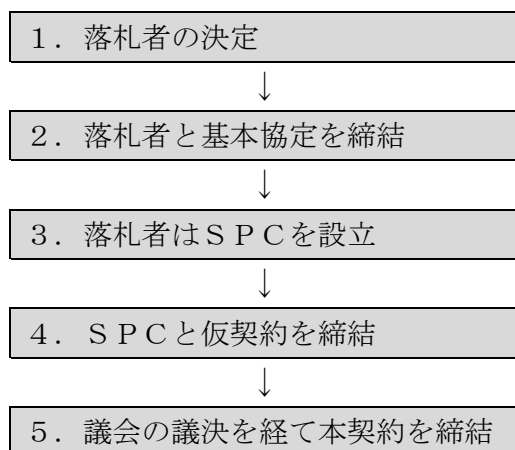 １．落札者の決定
↓
２．落札者と基本協定を締結
↓
３．落札者はＳＰＣを設立
↓
４．ＳＰＣと仮契約を締結
↓
５．議会の議決を経て本契約を締結